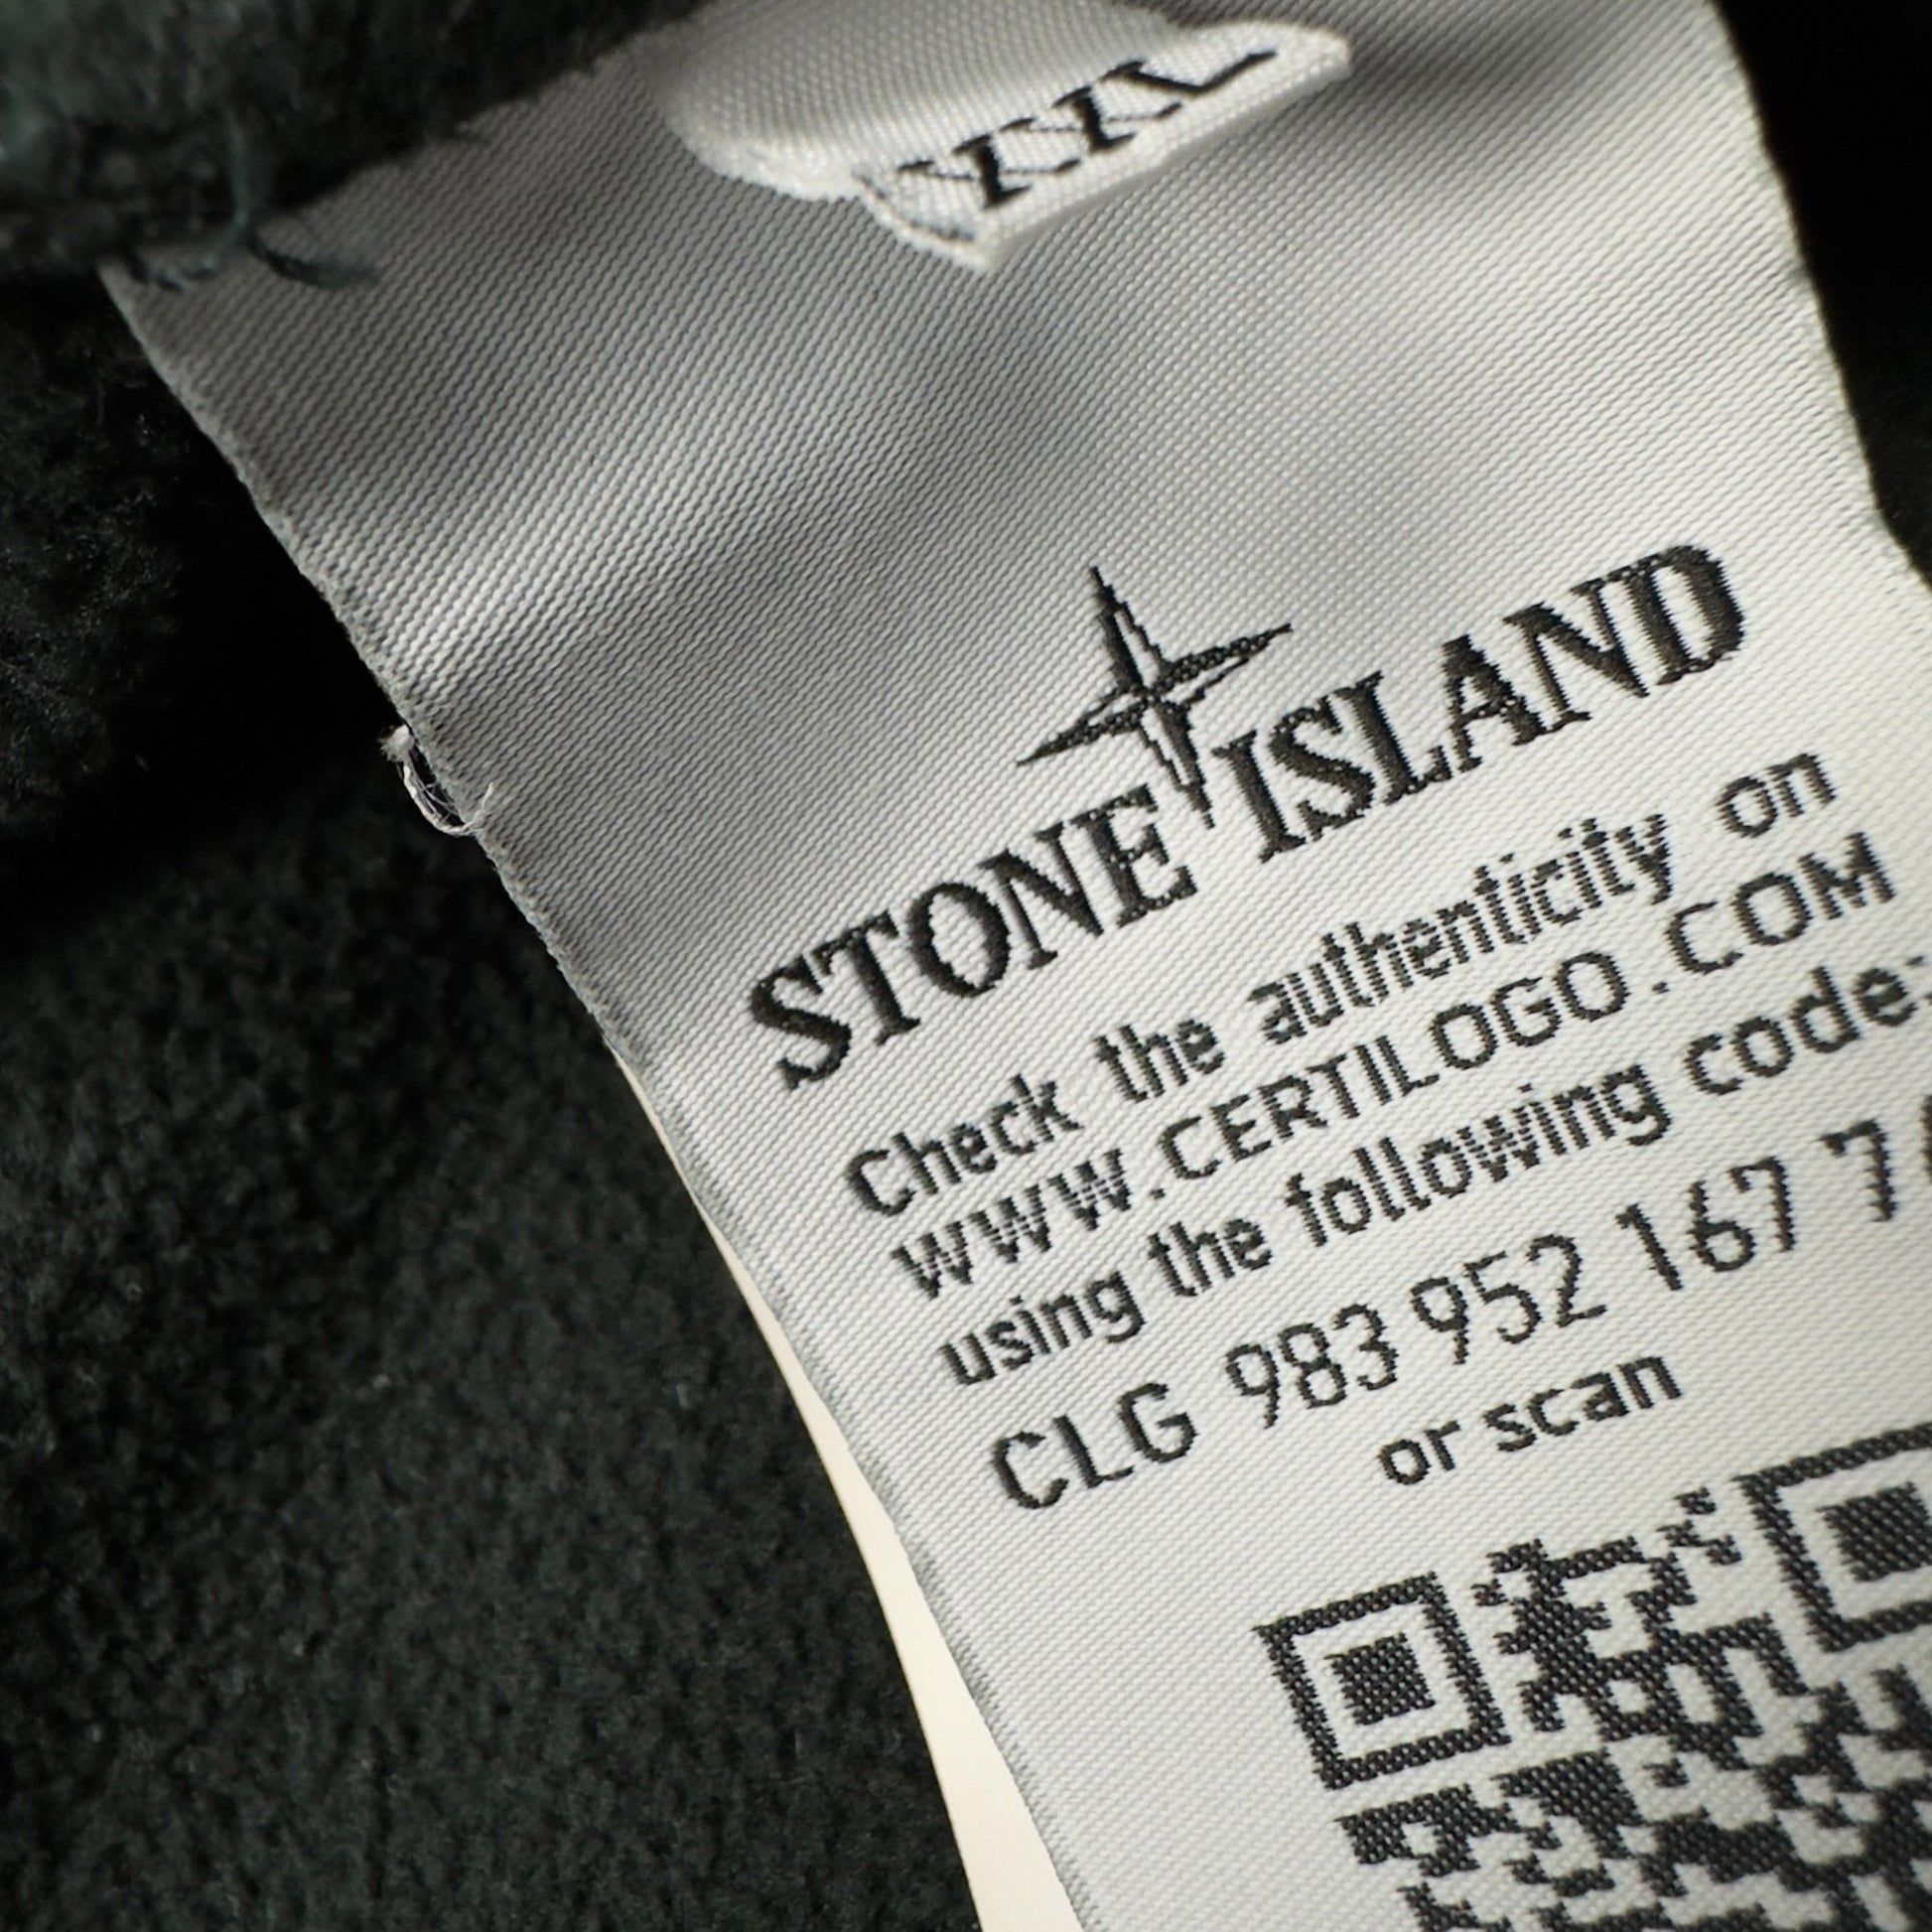 XXL
STONE ISLAND
Check the authenticity on
WWW.CERTILOGO.COM
using the following code:
CLG 983 952 167 7
or scan